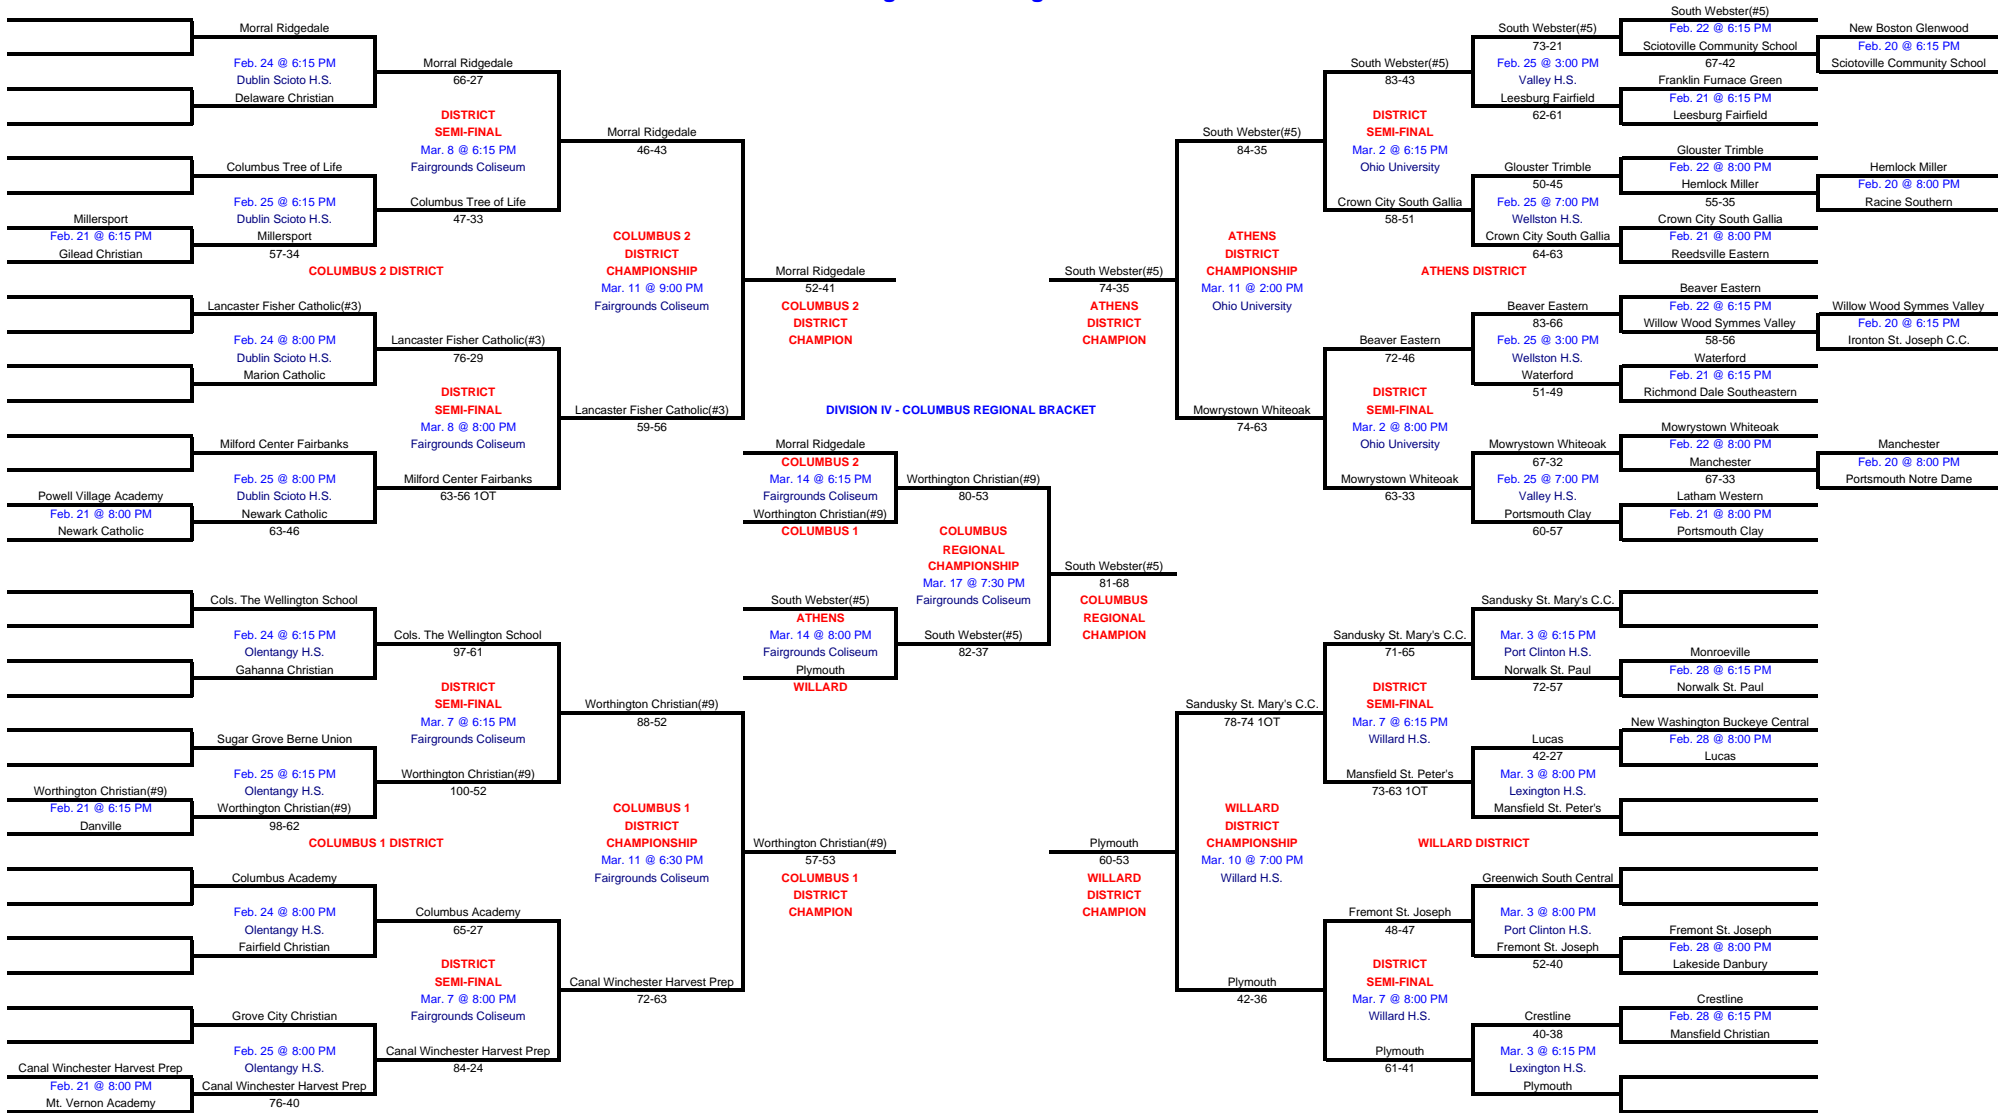 Morral Ridgedale
Feb. 24 @ 6:15 PM
Dublin Scioto H.S.
Delaware Christian
Morral Ridgedale
66-27
DISTRICT
SEMI-FINAL
Mar. 8 @ 6:15 PM
Fairgrounds Coliseum
Columbus Tree of Life
Feb. 25 @ 6:15 PM
Dublin Scioto H.S.
Millersport
57-34
Millersport
Feb. 21 @ 6:15 PM
Gilead Christian
Columbus Tree of Life
47-33
Morral Ridgedale
46-43
COLUMBUS 2 DISTRICT
COLUMBUS 2
DISTRICT
CHAMPIONSHIP
Mar. 11 @ 9:00 PM
Fairgrounds Coliseum
Morral Ridgedale
52-41
COLUMBUS 2
DISTRICT
CHAMPION
Lancaster Fisher Catholic(#3)
Feb. 24 @ 8:00 PM
Dublin Scioto H.S.
Marion Catholic
Lancaster Fisher Catholic(#3)
76-29
DISTRICT
SEMI-FINAL
Mar. 8 @ 8:00 PM
Fairgrounds Coliseum
Lancaster Fisher Catholic(#3)
59-56
Milford Center Fairbanks
Feb. 25 @ 8:00 PM
Dublin Scioto H.S.
Newark Catholic
63-46
Powell Village Academy
Feb. 21 @ 8:00 PM
Newark Catholic
Milford Center Fairbanks
63-56 1OT
Cols. The Wellington School
Feb. 24 @ 6:15 PM
Olentangy H.S.
Gahanna Christian
Cols. The Wellington School
97-61
DISTRICT
SEMI-FINAL
Mar. 7 @ 6:15 PM
Fairgrounds Coliseum
Worthington Christian(#9)
88-52
Sugar Grove Berne Union
Feb. 25 @ 6:15 PM
Olentangy H.S.
Worthington Christian(#9)
98-62
Worthington Christian(#9)
Feb. 21 @ 6:15 PM
Danville
Worthington Christian(#9)
100-52
COLUMBUS 1 DISTRICT
COLUMBUS 1
DISTRICT
CHAMPIONSHIP
Mar. 11 @ 6:30 PM
Fairgrounds Coliseum
Worthington Christian(#9)
57-53
COLUMBUS 1
DISTRICT
CHAMPION
Columbus Academy
Feb. 24 @ 8:00 PM
Olentangy H.S.
Fairfield Christian
Columbus Academy
65-27
DISTRICT
SEMI-FINAL
Mar. 7 @ 8:00 PM
Fairgrounds Coliseum
Canal Winchester Harvest Prep
72-63
Grove City Christian
Feb. 25 @ 8:00 PM
Olentangy H.S.
Canal Winchester Harvest Prep
76-40
Canal Winchester Harvest Prep
Feb. 21 @ 8:00 PM
Mt. Vernon Academy
Canal Winchester Harvest Prep
84-24
DIVISION IV - COLUMBUS REGIONAL BRACKET
Morral Ridgedale
COLUMBUS 2
Mar. 14 @ 6:15 PM
Fairgrounds Coliseum
Worthington Christian(#9)
COLUMBUS 1
Worthington Christian(#9)
80-53
COLUMBUS
REGIONAL
CHAMPIONSHIP
Mar. 17 @ 7:30 PM
Fairgrounds Coliseum
South Webster(#5)
ATHENS
Mar. 14 @ 8:00 PM
Fairgrounds Coliseum
Plymouth
WILLARD
South Webster(#5)
82-37
South Webster(#5)
81-68
COLUMBUS
REGIONAL
CHAMPION
South Webster(#5)
Feb. 22 @ 6:15 PM
Sciotoville Community School
67-42
New Boston Glenwood
Feb. 20 @ 6:15 PM
Sciotoville Community School
South Webster(#5)
73-21
Feb. 25 @ 3:00 PM
Valley H.S.
Leesburg Fairfield
62-61
Franklin Furnace Green
Feb. 21 @ 6:15 PM
Leesburg Fairfield
South Webster(#5)
83-43
DISTRICT
SEMI-FINAL
Mar. 2 @ 6:15 PM
Ohio University
South Webster(#5)
84-35
Glouster Trimble
Feb. 22 @ 8:00 PM
Hemlock Miller
55-35
Hemlock Miller
Feb. 20 @ 8:00 PM
Racine Southern
Glouster Trimble
50-45
Feb. 25 @ 7:00 PM
Wellston H.S.
Crown City South Gallia
64-63
Crown City South Gallia
Feb. 21 @ 8:00 PM
Reedsville Eastern
Crown City South Gallia
58-51
ATHENS
DISTRICT
CHAMPIONSHIP
Mar. 11 @ 2:00 PM
Ohio University
ATHENS DISTRICT
South Webster(#5)
74-35
ATHENS
DISTRICT
CHAMPION
Beaver Eastern
Feb. 22 @ 6:15 PM
Willow Wood Symmes Valley
58-56
Willow Wood Symmes Valley
Feb. 20 @ 6:15 PM
Ironton St. Joseph C.C.
Beaver Eastern
83-66
Feb. 25 @ 3:00 PM
Wellston H.S.
Waterford
51-49
Waterford
Feb. 21 @ 6:15 PM
Richmond Dale Southeastern
Beaver Eastern
72-46
DISTRICT
SEMI-FINAL
Mar. 2 @ 8:00 PM
Ohio University
Mowrystown Whiteoak
74-63
Mowrystown Whiteoak
Feb. 22 @ 8:00 PM
Manchester
67-33
Manchester
Feb. 20 @ 8:00 PM
Portsmouth Notre Dame
Mowrystown Whiteoak
67-32
Feb. 25 @ 7:00 PM
Valley H.S.
Portsmouth Clay
60-57
Latham Western
Feb. 21 @ 8:00 PM
Portsmouth Clay
Mowrystown Whiteoak
63-33
Sandusky St. Mary's C.C.
Mar. 3 @ 6:15 PM
Port Clinton H.S.
Norwalk St. Paul
72-57
Monroeville
Feb. 28 @ 6:15 PM
Norwalk St. Paul
Sandusky St. Mary's C.C.
71-65
DISTRICT
SEMI-FINAL
Mar. 7 @ 6:15 PM
Willard H.S.
Sandusky St. Mary's C.C.
78-74 1OT
New Washington Buckeye Central
Feb. 28 @ 8:00 PM
Lucas
Lucas
42-27
Mar. 3 @ 8:00 PM
Lexington H.S.
Mansfield St. Peter's
Mansfield St. Peter's
73-63 1OT
WILLARD
DISTRICT
CHAMPIONSHIP
Mar. 10 @ 7:00 PM
Willard H.S.
WILLARD DISTRICT
Plymouth
60-53
WILLARD
DISTRICT
CHAMPION
Greenwich South Central
Mar. 3 @ 8:00 PM
Port Clinton H.S.
Fremont St. Joseph
52-40
Fremont St. Joseph
Feb. 28 @ 8:00 PM
Lakeside Danbury
Fremont St. Joseph
48-47
DISTRICT
SEMI-FINAL
Mar. 7 @ 8:00 PM
Willard H.S.
Plymouth
42-36
Crestline
Feb. 28 @ 6:15 PM
Mansfield Christian
Crestline
40-38
Mar. 3 @ 6:15 PM
Lexington H.S.
Plymouth
Plymouth
61-41